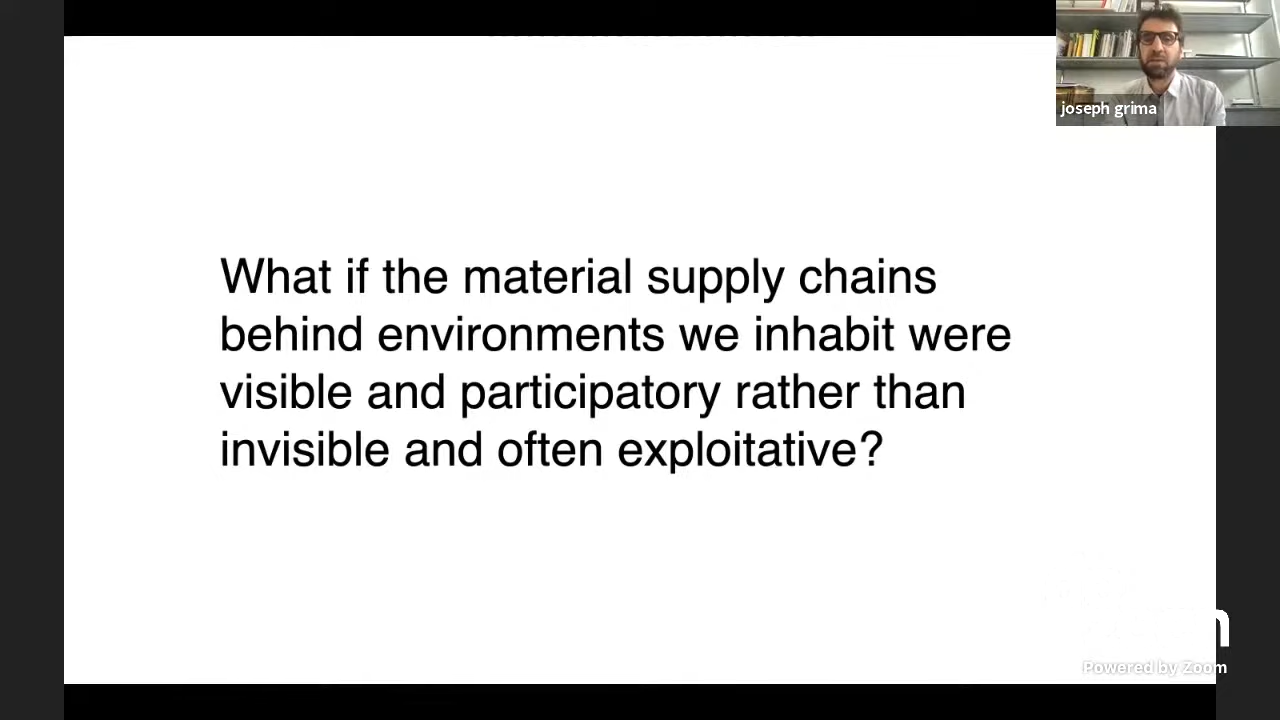 joseph grima
What if the material supply chains
behind environments we inhabit were
visible and participatory rather than
invisible and often exploitative?
Powered by Zoom